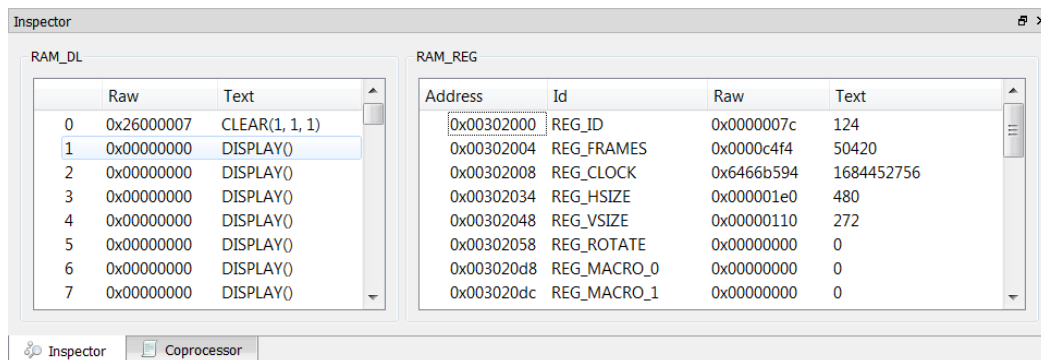 Inspector
RAM_DL RAM_REG
Raw Text Address Id Raw Text
0 0x26000007 CLEAR(1, 1, 1) 0x00302000 REG_ID 0x0000007c 124
1 0x00000000 DISPLAY() 0x00302004 REG_FRAMES 0x0000c4f4 50420
2 0x00000000 DISPLAY() 0x00302008 REG_CLOCK 0x6466b594 1684452756
3 0x00000000 DISPLAY() 0x00302034 REG_HSIZE 0x000001e0 480
4 0x00000000 DISPLAY() 0x00302048 REG_VSIZE 0x00000110 272
5 0x00000000 DISPLAY() 0x00302058 REG_ROTATE 0x00000000 0
6 0x00000000 DISPLAY() 0x003020d8 REG_MACRO_0 0x00000000 0
7 0x00000000 DISPLAY() 0x003020dc REG_MACRO_1 0x00000000 0
Inspector Coprocessor